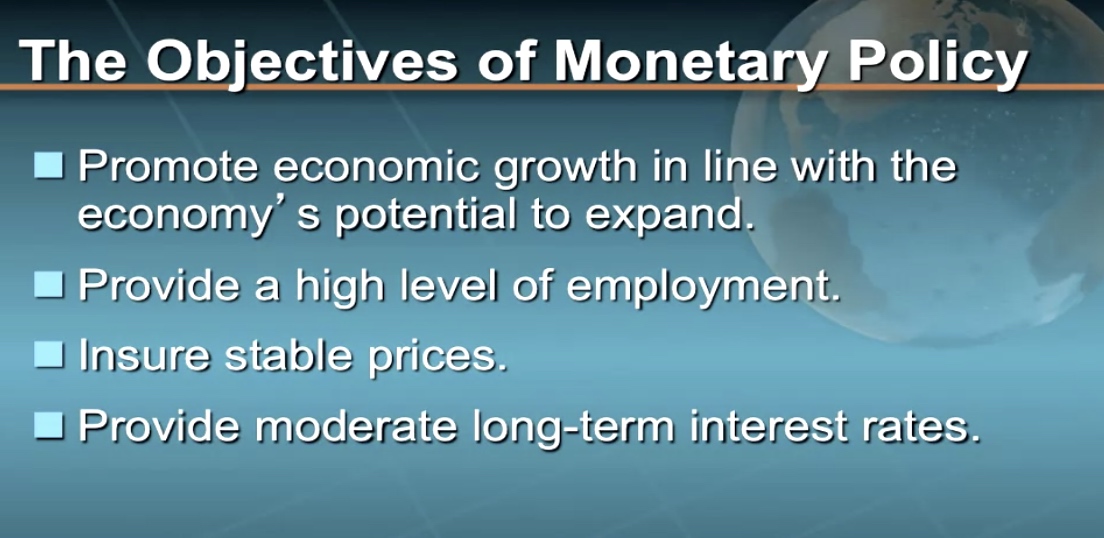 The Objectives of Monetary Policy
Promote economic growth in line with the
economy’s potential to expand.
Provide a high level of employment.
Insure stable prices.
Provide moderate long-term interest rates.